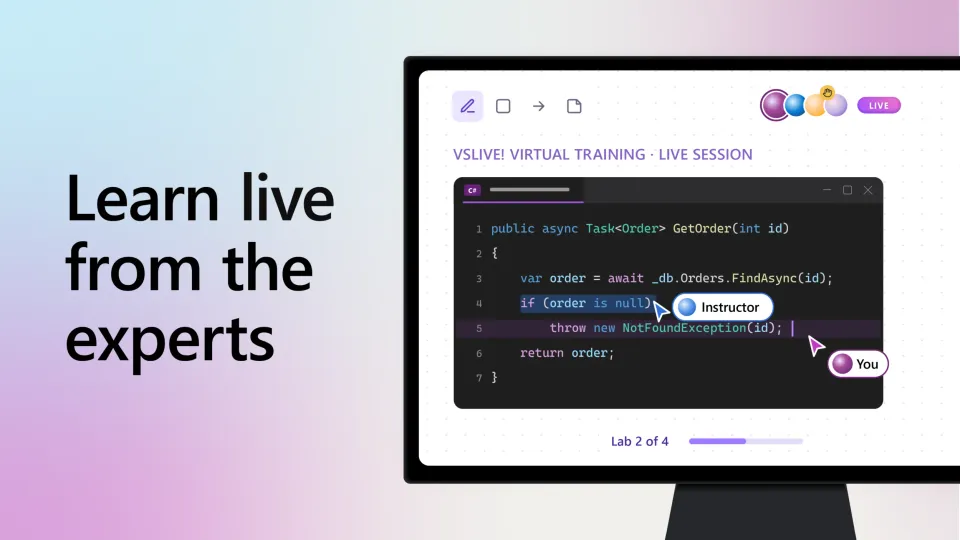 Learn live
from the
experts
LIVE
VSLIVE! VIRTUAL TRAINING · LIVE SESSION
C#
1 public async Task<Order> GetOrder(int id)
2 {
3     var order = await _db.Orders.FindAsync(id);
4     if (order is null)
Instructor
5         throw new NotFoundException(id);
You
6     return order;
7 }
Lab 2 of 4